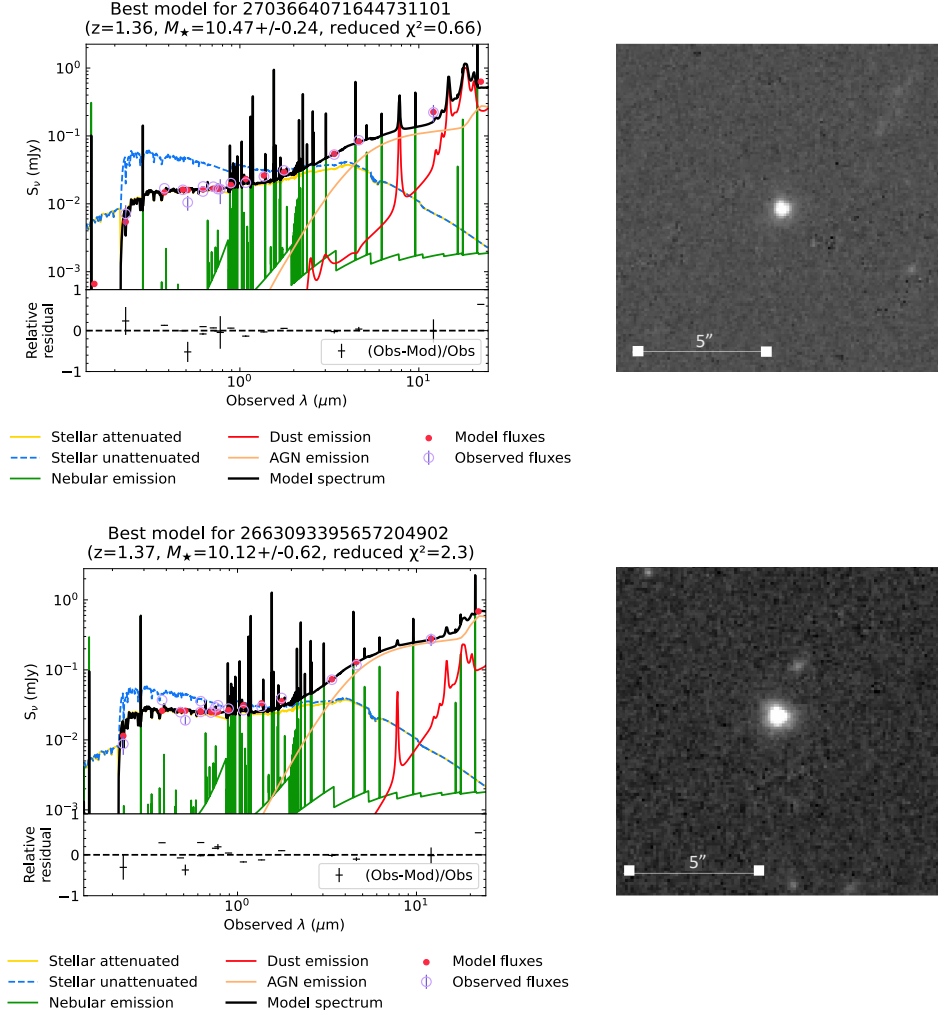 Best model for 2703664071644731101
(z=1.36, M★=10.47+/-0.24, reduced χ²=0.66)
10⁰
10⁻¹
10⁻²
10⁻³
Sν (mJy)
1
0
−1
Relative
residual
(Obs-Mod)/Obs
10⁰
10¹
Observed λ (μm)
Stellar attenuated
Stellar unattenuated
Nebular emission
Dust emission
AGN emission
Model spectrum
Model fluxes
Observed fluxes
5”
Best model for 2663093395657204902
(z=1.37, M★=10.12+/-0.62, reduced χ²=2.3)
10⁰
10⁻¹
10⁻²
10⁻³
Sν (mJy)
1
0
−1
Relative
residual
(Obs-Mod)/Obs
10⁰
10¹
Observed λ (μm)
Stellar attenuated
Stellar unattenuated
Nebular emission
Dust emission
AGN emission
Model spectrum
Model fluxes
Observed fluxes
5”